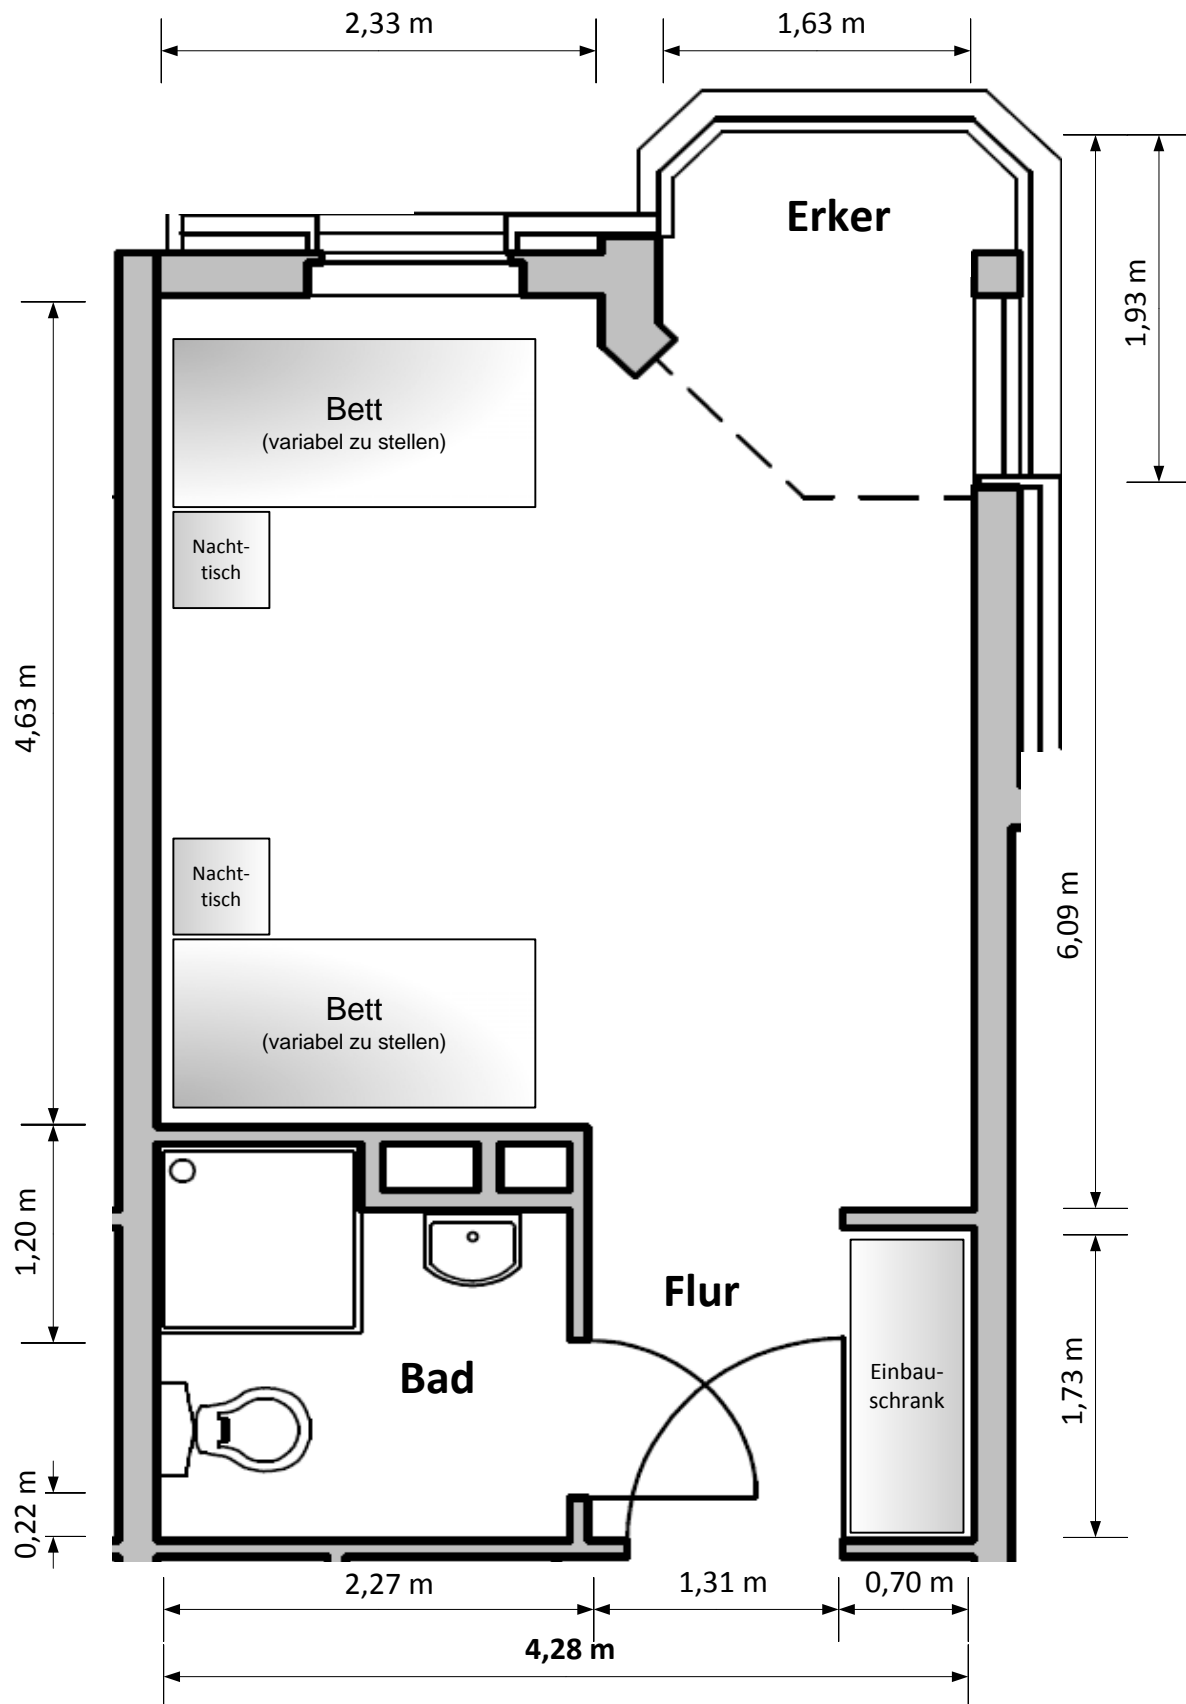 2,33 m
1,63 m
Erker
1,93 m
Bett
(variabel zu stellen)
Nacht-
tisch
4,63 m
Nacht-
tisch
6,09 m
Bett
(variabel zu stellen)
1,20 m
Flur
Bad
Einbau-
schrank
1,73 m
0,22 m
2,27 m
1,31 m
0,70 m
4,28 m